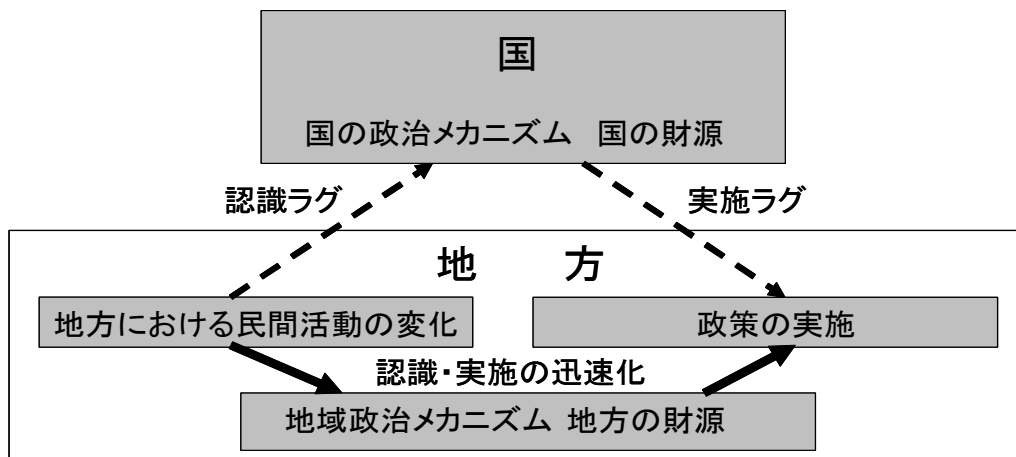 国
国の政治メカニズム 国の財源
認識ラグ
実施ラグ
地 方
地方における民間活動の変化
政策の実施
認識・実施の迅速化
地域政治メカニズム 地方の財源